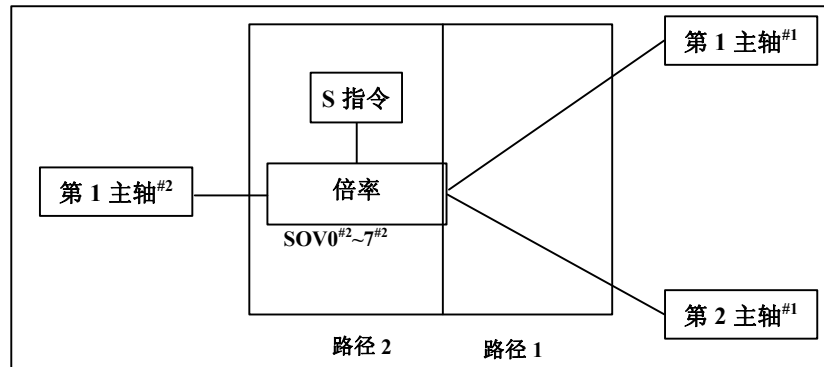 第 1 主轴#1
S 指令
第 1 主轴#2
倍率
SOV0#2~7#2
第 2 主轴#1
路径 2
路径 1